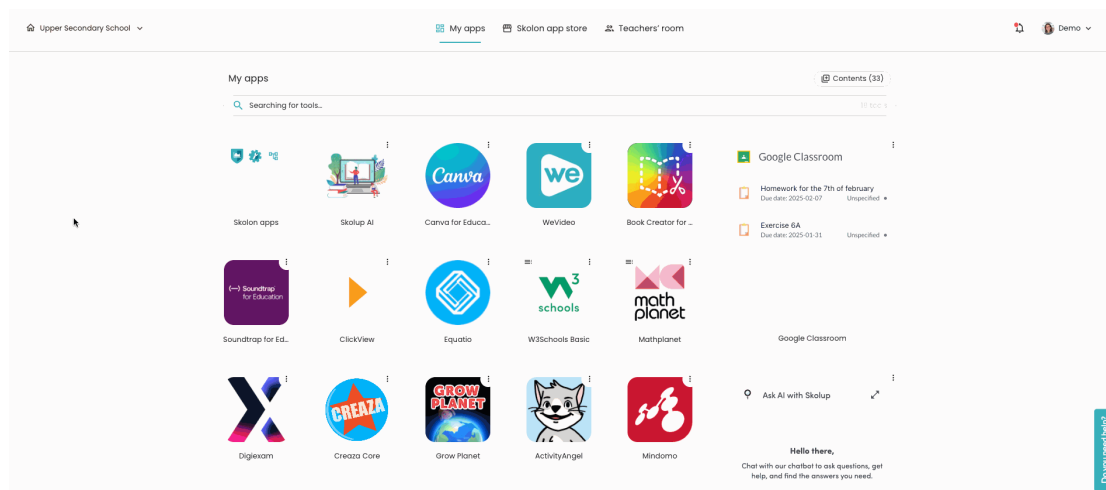 Upper Secondary School
My apps
Skolon app store
Teachers' room
Demo
My apps
Contents (33)
Searching for tools...
Canva
we
Google Classroom
Homework for the 7th of february
Due date: 2025-02-07
Unspecified
Exercise 6A
Due date: 2025-01-31
Unspecified
Skolon apps
Skolup AI
Canva for Educa...
WeVideo
Book Creator for ...
Soundtrap
for Education
W3
schools
math
planet
Soundtrap for Ed...
ClickView
Equatio
W3Schools Basic
Mathplanet
Google Classroom
CREAZA
GROW
PLANET
Ask AI with Skolup
Digiexam
Creaza Core
Grow Planet
ActivityAngel
Mindomo
Hello there,
Chat with our chatbot to ask questions, get
help, and find the answers you need.
Do you need help?